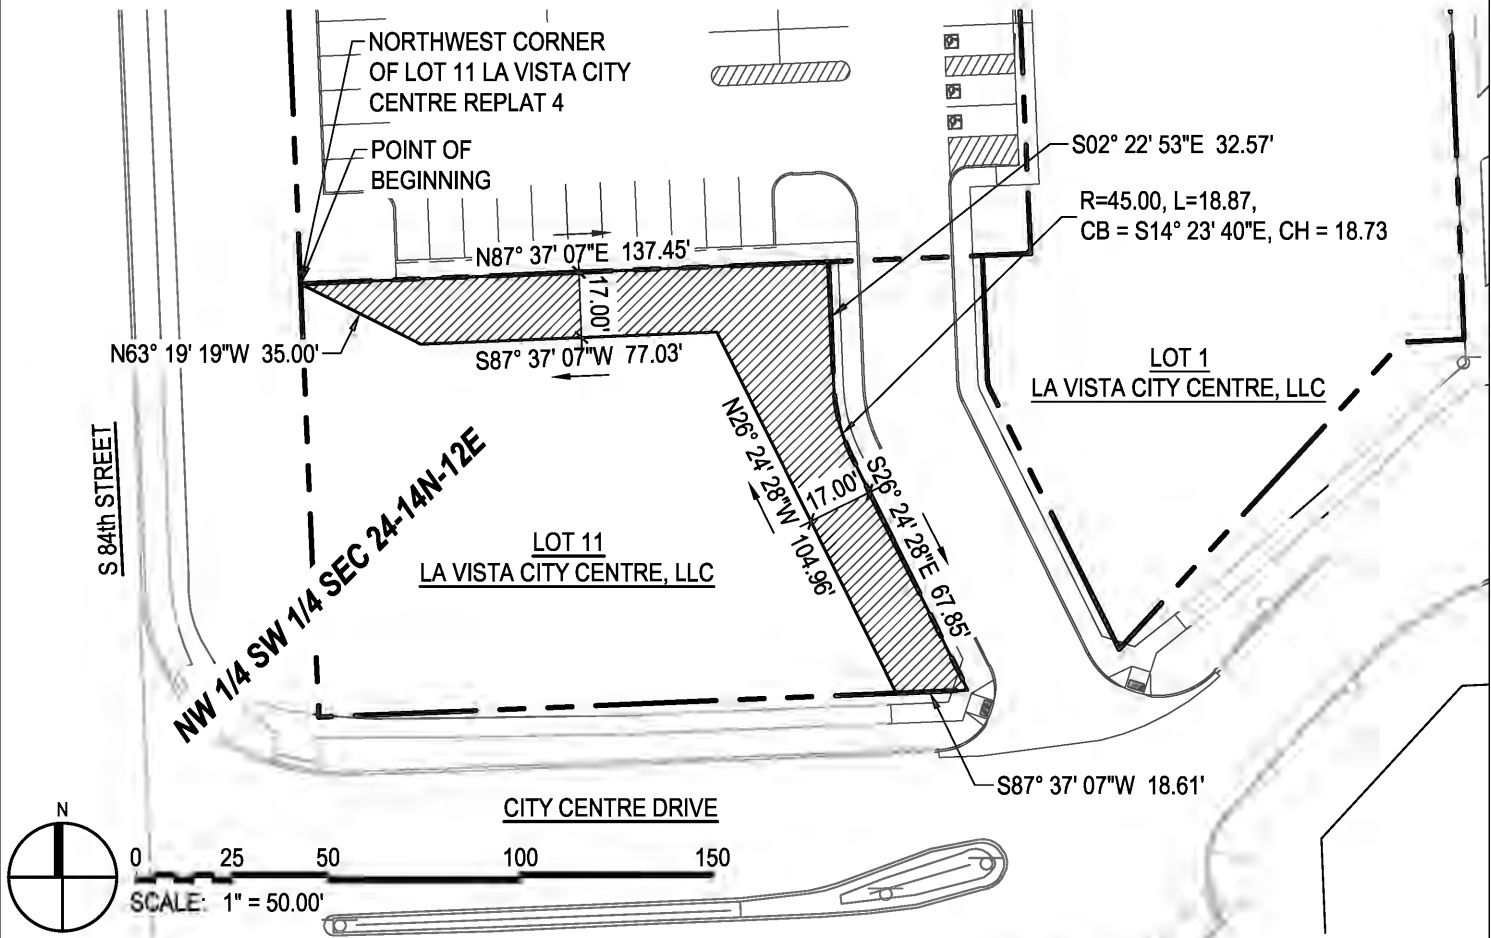 NORTHWEST CORNER
OF LOT 11 LA VISTA CITY
CENTRE REPLAT 4
POINT OF
BEGINNING
S02° 22' 53"E 32.57'
R=45.00, L=18.87,
CB = S14° 23' 40"E, CH = 18.73
N87° 37' 07"E 137.45'
17.00'
N63° 19' 19"W 35.00'
S87° 37' 07"W 77.03'
LOT 1
LA VISTA CITY CENTRE, LLC
N26° 24' 28"W 104.96'
17.00'
S26° 24' 28"E 67.85'
S 84th STREET
NW 1/4 SW 1/4 SEC 24-14N-12E
LOT 11
LA VISTA CITY CENTRE, LLC
S87° 37' 07"W 18.61'
CITY CENTRE DRIVE
N
0 25 50 100 150
SCALE: 1" = 50.00'